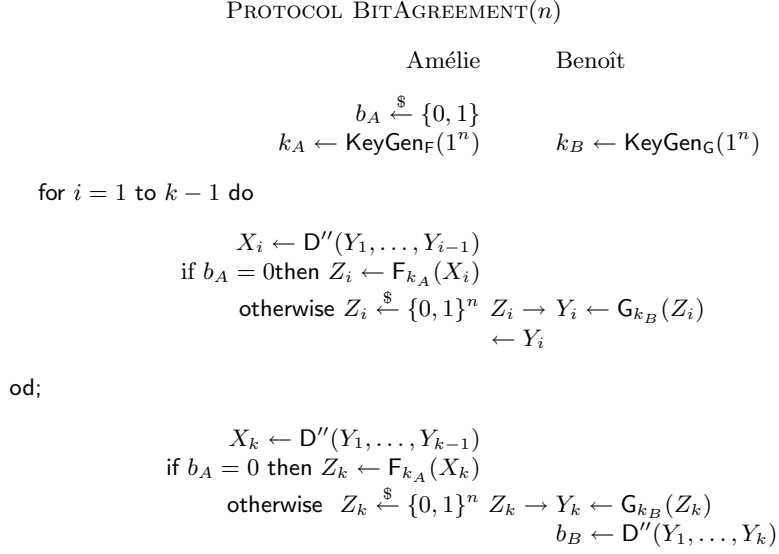 PROTOCOL BITAGREEMENT(n)
Amélie Benoît
b_A $← {0, 1}
k_A ← KeyGen_F(1^n) k_B ← KeyGen_G(1^n)
for i = 1 to k − 1 do
X_i ← D′′(Y_1, . . . , Y_{i−1})
if b_A = 0then Z_i ← F_{k_A}(X_i)
otherwise Z_i $← {0, 1}^n Z_i → Y_i ← G_{k_B}(Z_i)
← Y_i
od;
X_k ← D′′(Y_1, . . . , Y_{k−1})
if b_A = 0 then Z_k ← F_{k_A}(X_k)
otherwise Z_k $← {0, 1}^n Z_k → Y_k ← G_{k_B}(Z_k)
b_B ← D′′(Y_1, . . . , Y_k)